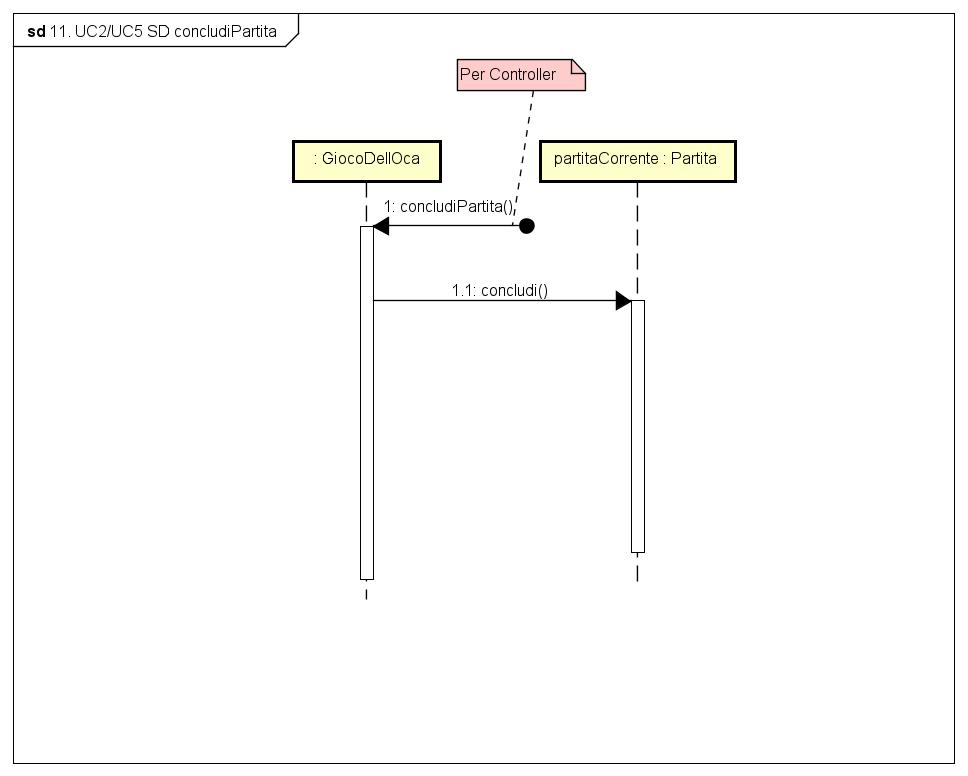 sd 11. UC2/UC5 SD concludiPartita
Per Controller
: GiocoDellOca
partitaCorrente : Partita
1: concludiPartita()
1.1: concludi()